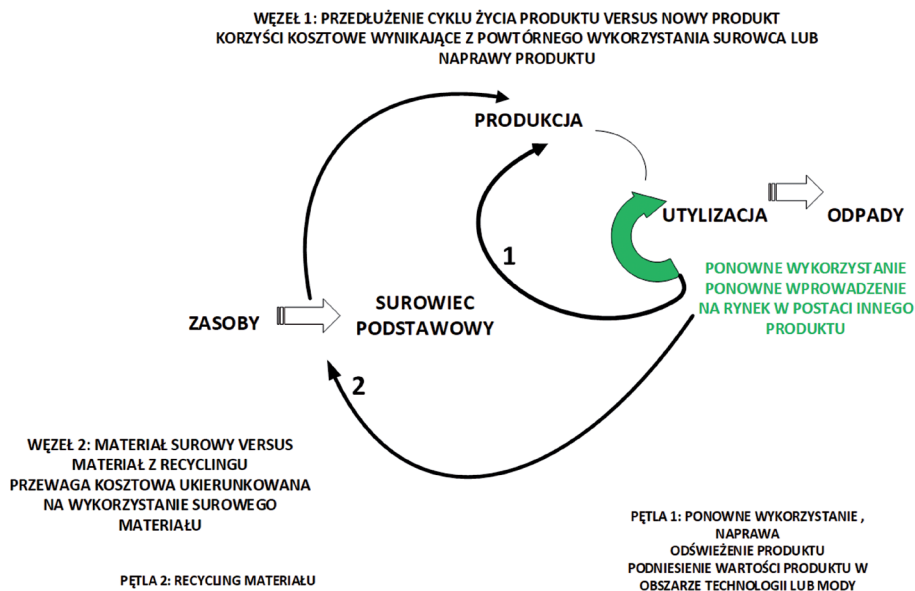 WĘZEŁ 1: PRZEDŁUŻENIE CYKLU ŻYCIA PRODUKTU VERSUS NOWY PRODUKT
KORZYŚCI KOSZTOWE WYNIKAJĄCE Z POWTÓRNEGO WYKORZYSTANIA SUROWCA LUB
NAPRAWY PRODUKTU
PRODUKCJA
UTYLIZACJA
ODPADY
1
PONOWNE WYKORZYSTANIE
PONOWNE WPROWADZENIE
NA RYNEK W POSTACI INNEGO
PRODUKTU
ZASOBY
SUROWIEC
PODSTAWOWY
2
WĘZEŁ 2: MATERIAŁ SUROWY VERSUS
MATERIAŁ Z RECYCLINGU
PRZEWAGA KOSZTOWA UKIERUNKOWANA
NA WYKORZYSTANIE SUROWEGO
MATERIAŁU
PĘTLA 2: RECYCLING MATERIAŁU
PĘTLA 1: PONOWNE WYKORZYSTANIE ,
NAPRAWA
ODŚWIEŻENIE PRODUKTU
PODNIESIENIE WARTOŚCI PRODUKTU W
OBSZARZE TECHNOLOGII LUB MODY